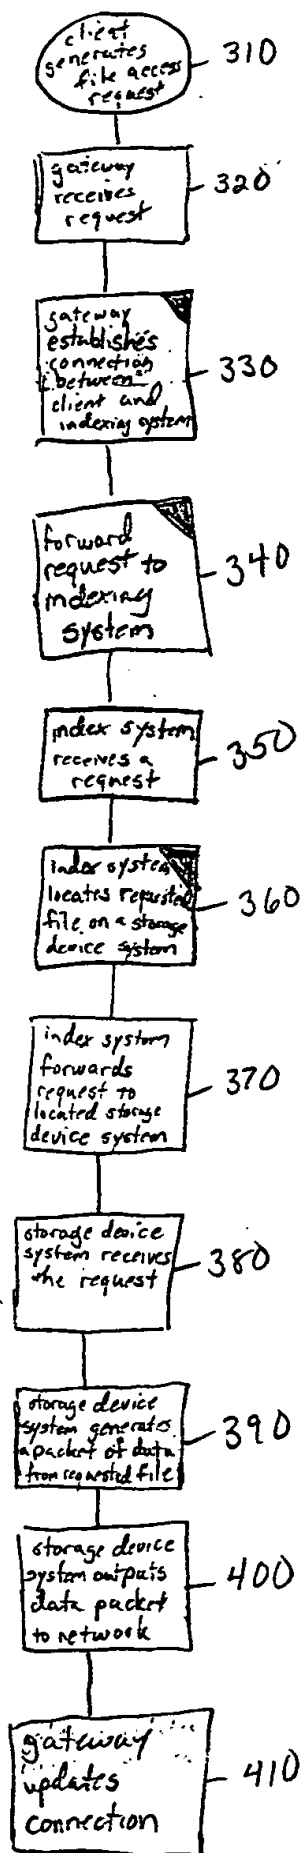 client
generates
file access
request
310
gateway
receives
request
320
gateway
establishes
connection
between
client and
indexing system
330
forward
request to
indexing
system
340
index system
receives a
request
350
index system
locates requested
file on a storage
device system
360
index system
forwards
request to
located storage
device system
370
storage device
system receives
the request
380
storage device
system generates
a packet of data
from requested file
390
storage device
system outputs
data packet
to network
400
gateway
updates
connection
410